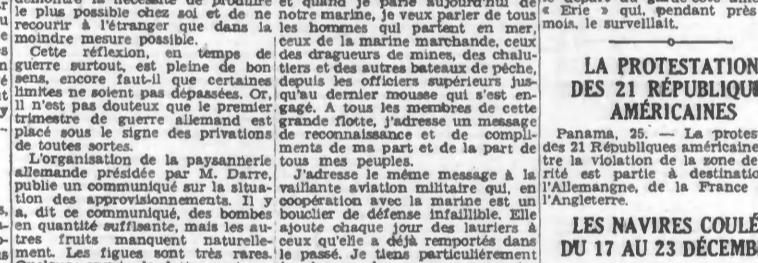 le plus possible chez soi et de ne
recourir à l'étranger que dans la
moindre mesure possible.
Cette réflexion, en temps de
guerre surtout, est pleine de bon
sens, encore faut-il que certaines
limites ne soient pas dépassées. Or,
il n'est pas douteux que le premier
trimestre de guerre allemand est
placé sous le signe des privations
de toutes sortes.
L'organisation de la paysannerie
allemande présidée par M. Darre,
publie un communiqué sur la situa-
tion des approvisionnements. Il y
a, dit ce communiqué, des bombes
en quantité suffisante, mais les au-
tres fruits manquent naturelle-
ment. Les figues sont très rares.
et quand je parle aujourd'hui de
notre marine, je veux parler de tous
les hommes qui partent en mer,
ceux de la marine marchande, ceux
des dragueurs de mines, des chalu-
tiers et des autres bateaux de pêche,
depuis les officiers supérieurs jus-
qu'au dernier mousse qui s'est en-
gagé. A tous les membres de cette
grande flotte, j'adresse un message
de reconnaissance et de compli-
ments de ma part et de la part de
tous mes peuples.
J'adresse le même message à la
vaillante aviation militaire qui, en
coopération avec la marine est un
bouclier de défense infaillible. Elle
ajoute chaque jour des lauriers à
ceux qu'elle a déjà remportés dans
le passé. Je tiens particulièrement
« Erie » qui, pendant près
mois, le surveillait.
LA PROTESTATION
DES 21 RÉPUBLIQU
AMÉRICAINES
Panama, 25. — La protes
des 21 Républiques américaine
tre la violation de la zone de
rité est partie à destinatio
l'Allemangne, de la France
l'Angleterre.
LES NAVIRES COULÉ
DU 17 AU 23 DÉCEMB